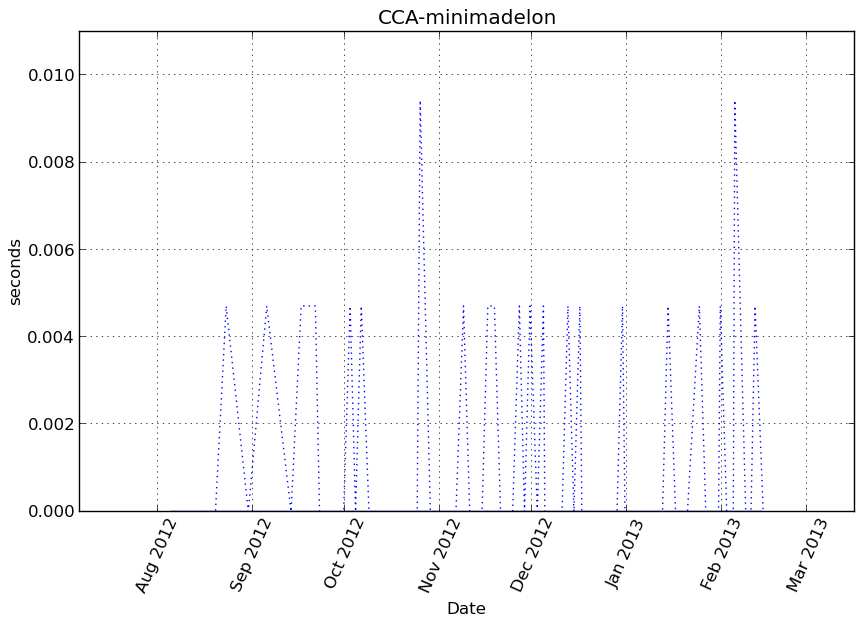 CCA-minimadelon
0.010
0.008
0.006
0.004
0.002
0.000
seconds
Aug 2012
Sep 2012
Oct 2012
Nov 2012
Dec 2012
Jan 2013
Feb 2013
Mar 2013
Date